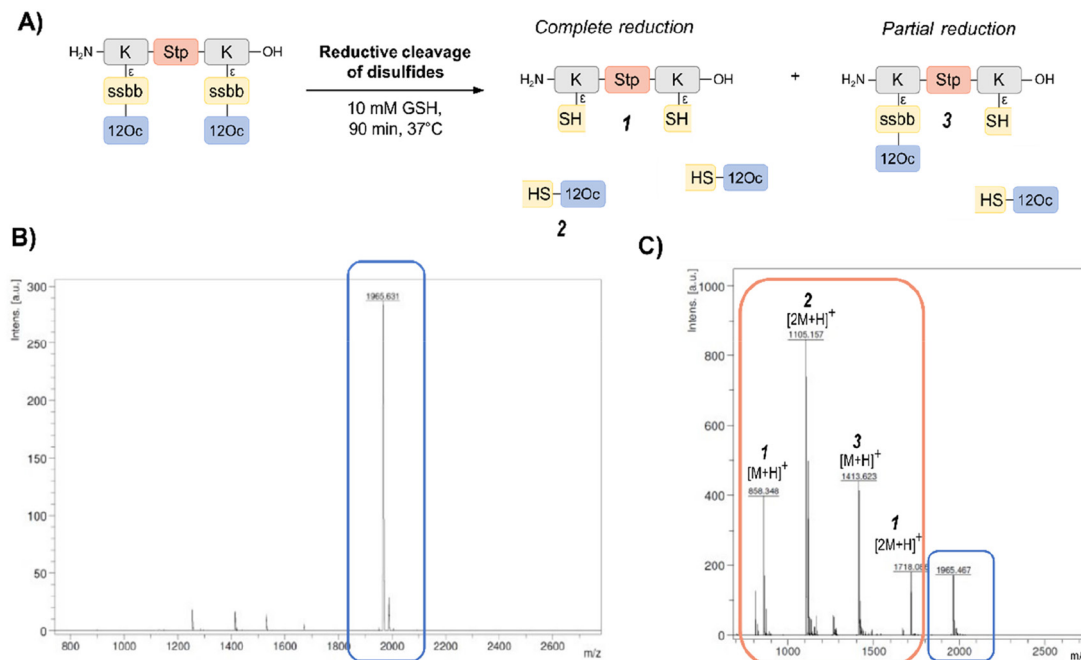 A)
Complete reduction
Partial reduction
H₂N K Stp K OH
Reductive cleavage
of disulfides
10 mM GSH,
90 min, 37°C
ε ε
ssbb ssbb
12Oc 12Oc
H₂N K Stp K OH
ε ε
SH 1 SH
HS 12Oc
HS 12Oc
2
+
H₂N K Stp K OH
ε ε
ssbb 3 SH
12Oc
HS 12Oc
B)
Intens. [a.u.]
300
250
200
150
100
50
0
1965.631
800 1000 1200 1400 1600 1800 2000 2200 2400 2600
m/z
C)
Intens. [a.u.]
1000
800
600
400
200
0
2
[2M+H]⁺
1105.157
1
[M+H]⁺
858.348
3
[M+H]⁺
1413.623
1
[2M+H]⁺
1965.467
1000 1500 2000 2500